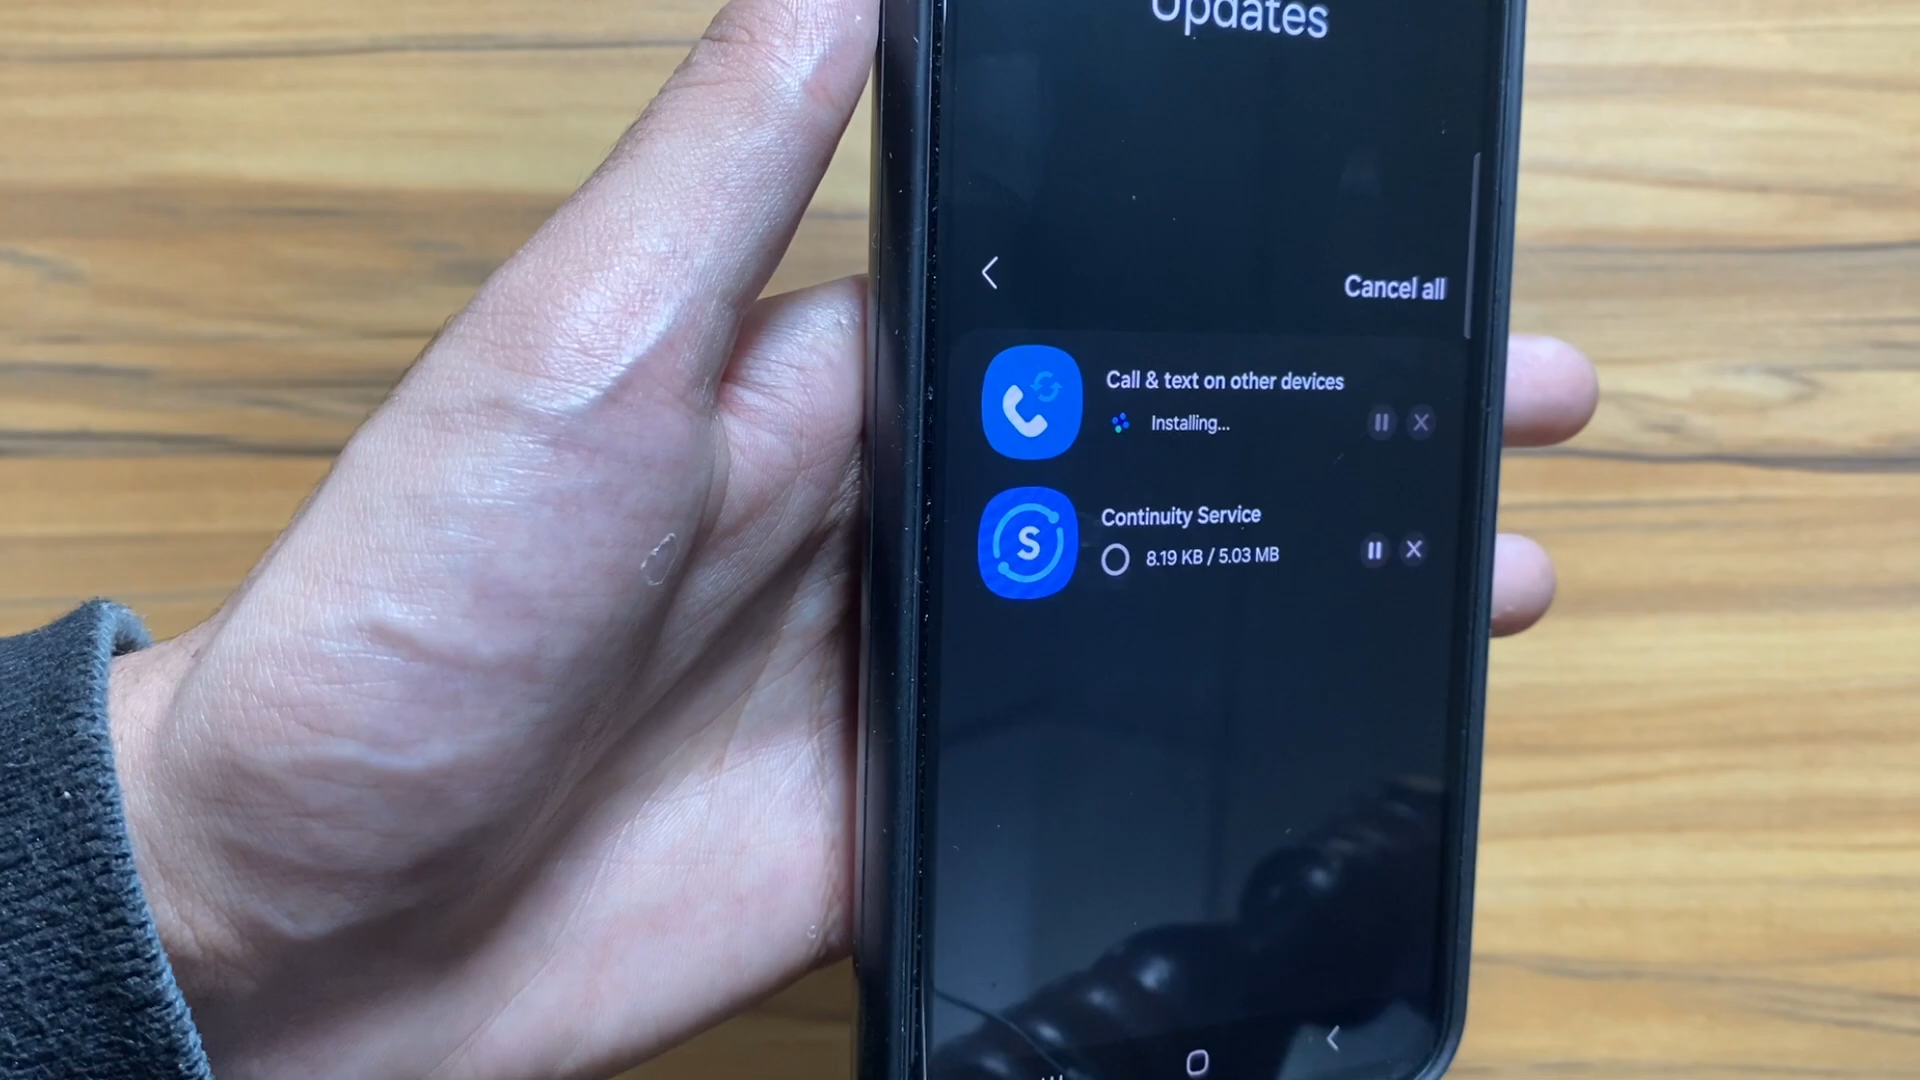 Updates
Cancel all
Call & text on other devices
Installing...
S
Continuity Service
8.19 KB / 5.03 MB